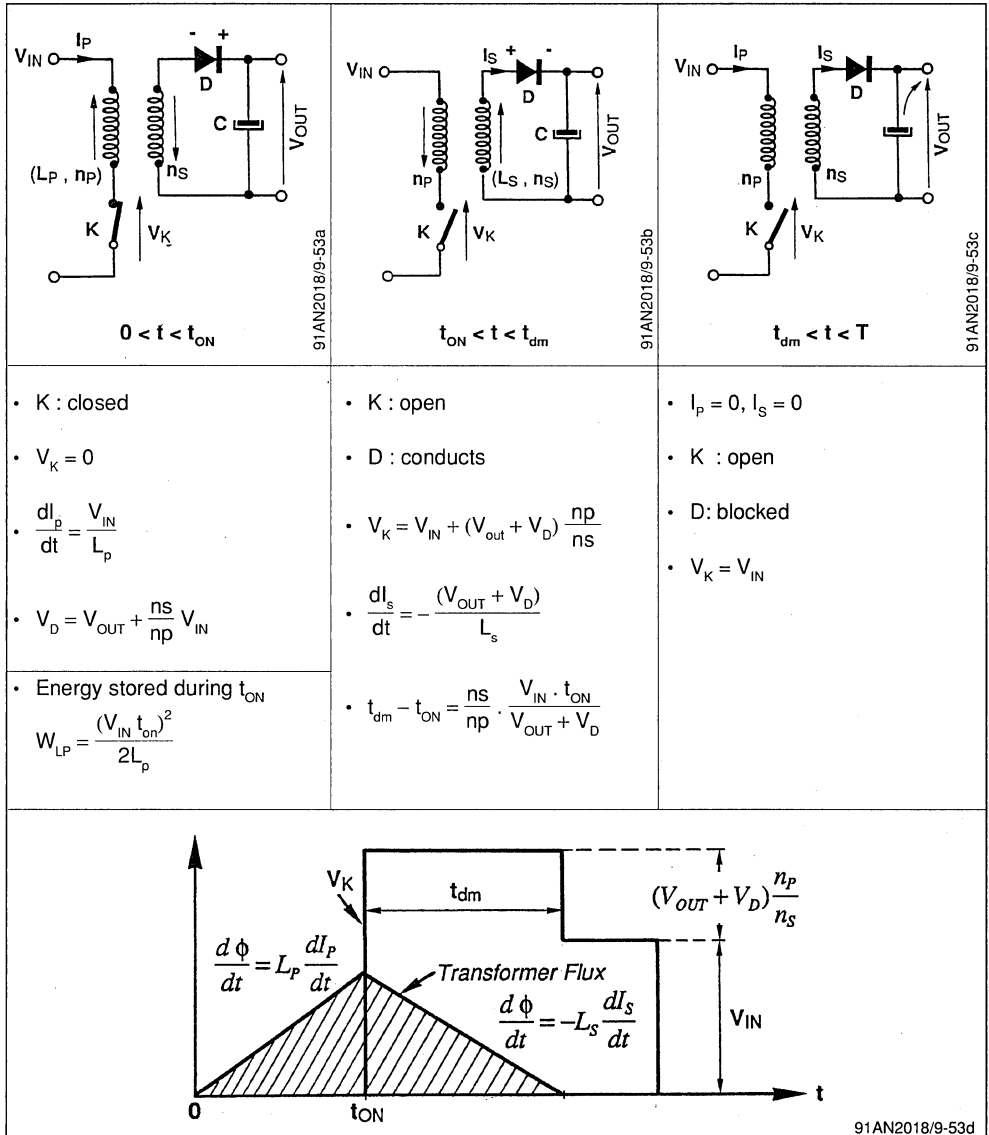 I_P
V_IN
- +
D
C
V_OUT
(L_P , n_P)
n_S
K
V_K
0 < t < t_ON
91AN2018/9-53a
V_IN
I_S
+ -
D
C
V_OUT
n_P
(L_S , n_S)
K
V_K
t_ON < t < t_dm
91AN2018/9-53b
V_IN
I_P
I_S
D
V_OUT
n_P
n_S
K
V_K
t_dm < t < T
91AN2018/9-53c
• K : closed
• V_K = 0
• dI_p/dt = V_IN/L_p
• V_D = V_OUT + ns/np V_IN
• Energy stored during t_ON
W_LP = (V_IN t_on)²/2L_p
• K : open
• D : conducts
• V_K = V_IN + (V_out + V_D) np/ns
• dI_s/dt = - (V_OUT + V_D)/L_s
• t_dm – t_ON = ns/np . V_IN . t_ON/V_OUT + V_D
• I_P = 0, I_S = 0
• K : open
• D: blocked
• V_K = V_IN
V_K
t_dm
(V_OUT + V_D) n_P/n_S
d ϕ/dt = L_P dI_P/dt
Transformer Flux
d ϕ/dt = –L_S dI_S/dt
V_IN
t
0
t_ON
91AN2018/9-53d